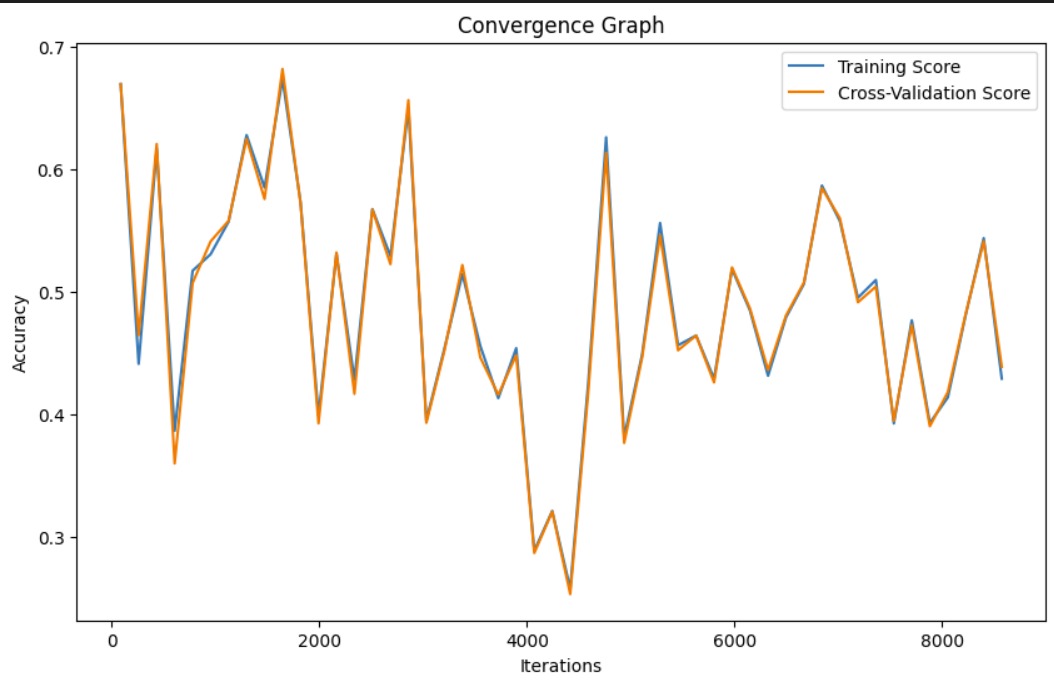 Convergence Graph
Training Score
Cross-Validation Score
0.7
0.6
0.5
0.4
0.3
Accuracy
0
2000
4000
6000
8000
Iterations